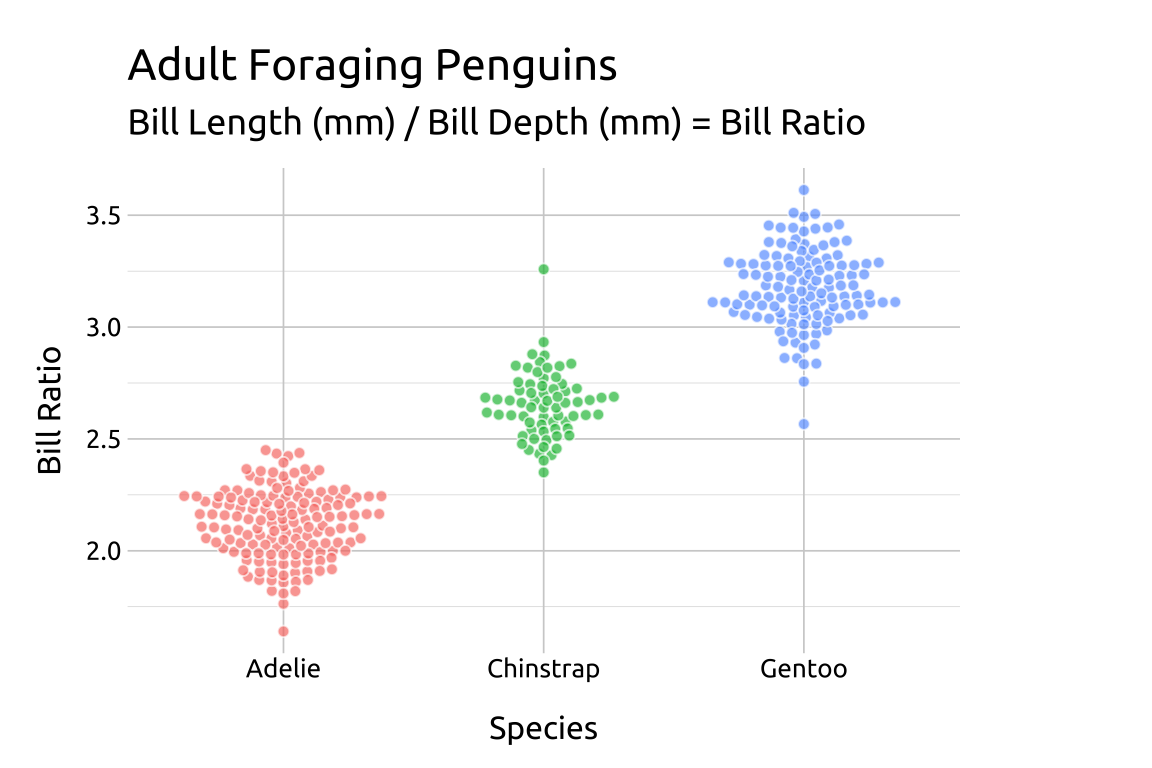 Adult Foraging Penguins
Bill Length (mm) / Bill Depth (mm) = Bill Ratio
Bill Ratio
3.5
3.0
2.5
2.0
Adelie Chinstrap Gentoo
Species